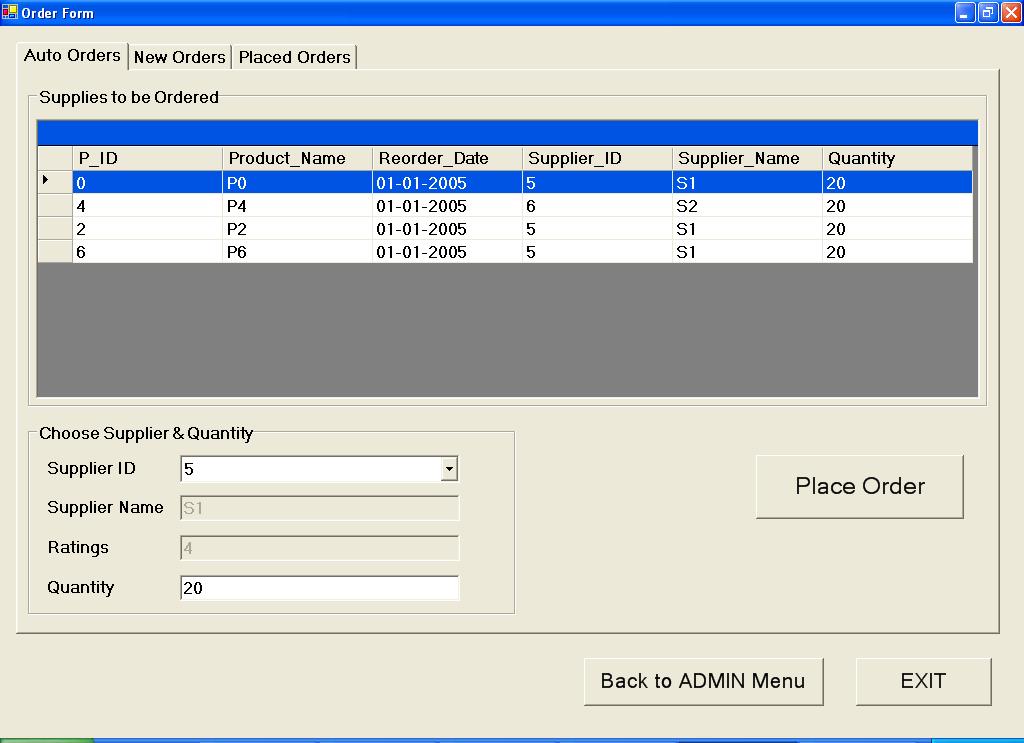 Order Form
Auto Orders New Orders Placed Orders
Supplies to be Ordered
P_ID Product_Name Reorder_Date Supplier_ID Supplier_Name Quantity
0 P0 01-01-2005 5 S1 20
4 P4 01-01-2005 6 S2 20
2 P2 01-01-2005 5 S1 20
6 P6 01-01-2005 5 S1 20
Choose Supplier & Quantity
Supplier ID 5
Supplier Name S1
Ratings 4
Quantity 20
Place Order
Back to ADMIN Menu EXIT